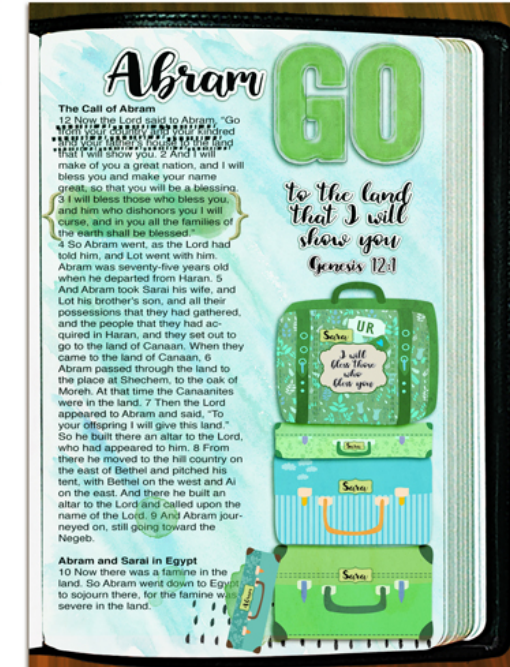 Abram
GO
The Call of Abram
12 Now the Lord said to Abram, "Go
from your country and your kindred
and your father's house to the land
that I will show you. 2 And I will
make of you a great nation, and I will
bless you and make your name
great, so that you will be a blessing.
3 I will bless those who bless you,
and him who dishonors you I will
curse, and in you all the families of
the earth shall be blessed."
4 So Abram went, as the Lord had
told him, and Lot went with him.
Abram was seventy-five years old
when he departed from Haran. 5
And Abram took Sarai his wife, and
Lot his brother's son, and all their
possessions that they had gathered,
and the people that they had ac-
quired in Haran, and they set out to
go to the land of Canaan. When they
came to the land of Canaan, 6
Abram passed through the land to
the place at Shechem, to the oak of
Moreh. At that time the Canaanites
were in the land. 7 Then the Lord
appeared to Abram and said, "To
your offspring I will give this land."
So he built there an altar to the Lord,
who had appeared to him. 8 From
there he moved to the hill country on
the east of Bethel and pitched his
tent, with Bethel on the west and Ai
on the east. And there he built an
altar to the Lord and called upon the
name of the Lord. 9 And Abram jour-
neyed on, still going toward the
Negeb.
Abram and Sarai in Egypt
10 Now there was a famine in the
land. So Abram went down to Egypt
to sojourn there, for the famine was
severe in the land.
to the land
that I will
show you
Genesis 12:1
UR
Sarai
I will
bless those
who
bless you
Sarai
Sarai
Sarai
Abram